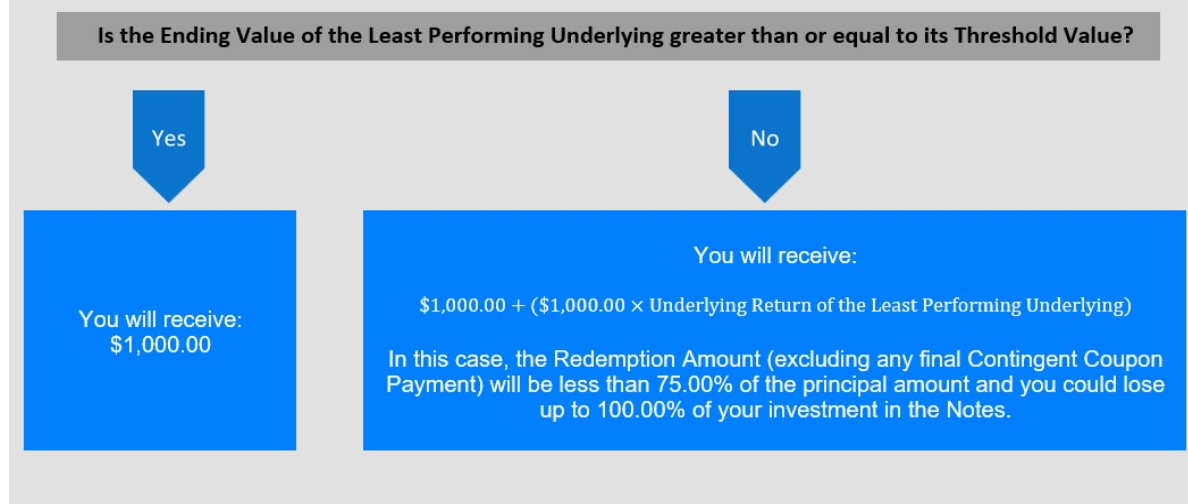 Is the Ending Value of the Least Performing Underlying greater than or equal to its Threshold Value?
Yes
No
You will receive:
$1,000.00
You will receive:
$1,000.00 + ($1,000.00 × Underlying Return of the Least Performing Underlying)
In this case, the Redemption Amount (excluding any final Contingent Coupon
Payment) will be less than 75.00% of the principal amount and you could lose
up to 100.00% of your investment in the Notes.